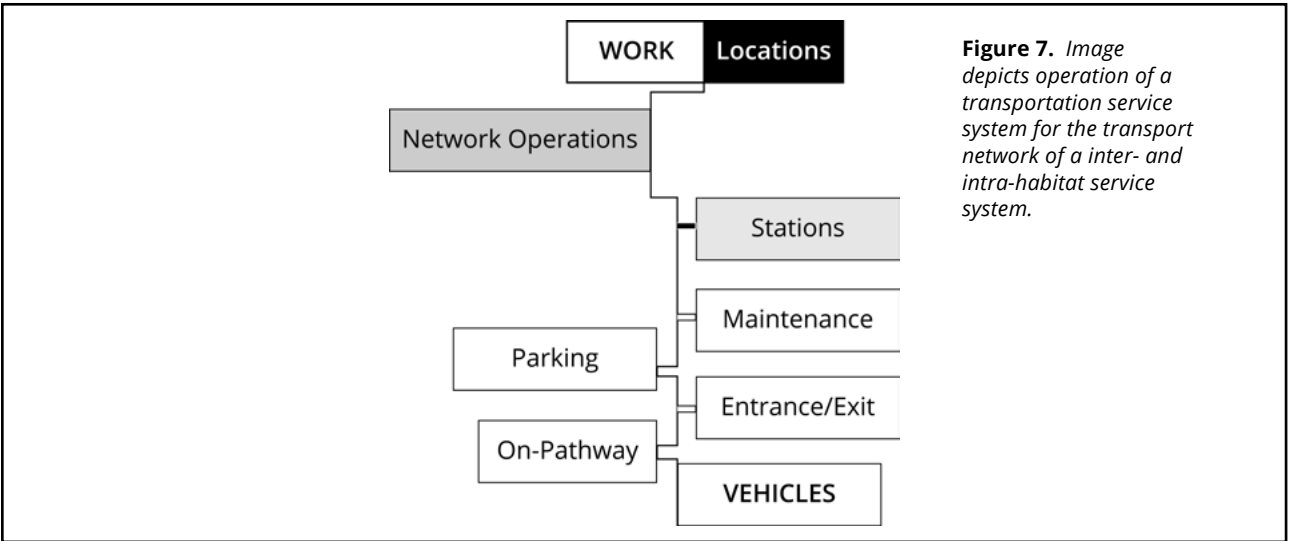 WORK Locations
Network Operations
Stations
Maintenance
Parking
Entrance/Exit
On-Pathway
VEHICLES
Figure 7. Image
depicts operation of a
transportation service
system for the transport
network of a inter- and
intra-habitat service
system.